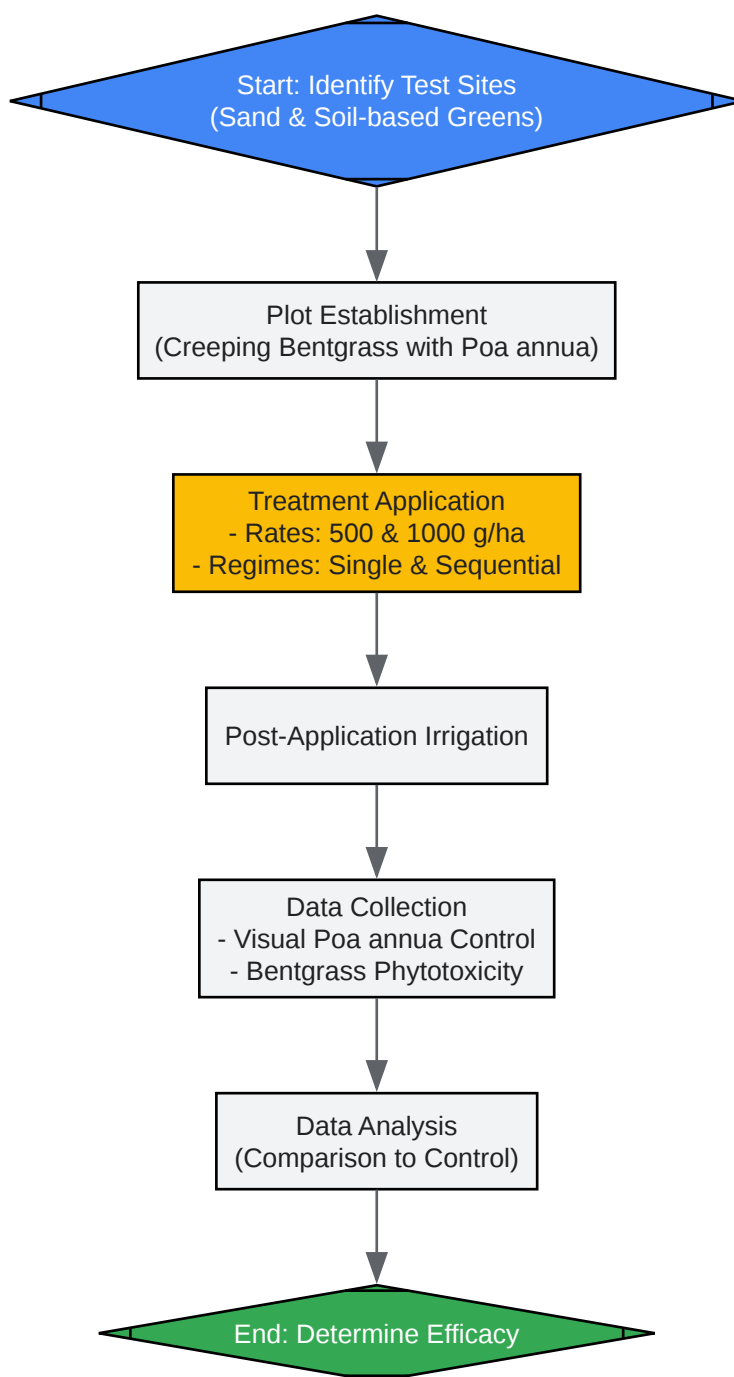 Start: Identify Test Sites
(Sand & Soil-based Greens)
Plot Establishment
(Creeping Bentgrass with Poa annua)
Treatment Application
- Rates: 500 & 1000 g/ha
- Regimes: Single & Sequential
Post-Application Irrigation
Data Collection
- Visual Poa annua Control
- Bentgrass Phytotoxicity
Data Analysis
(Comparison to Control)
End: Determine Efficacy